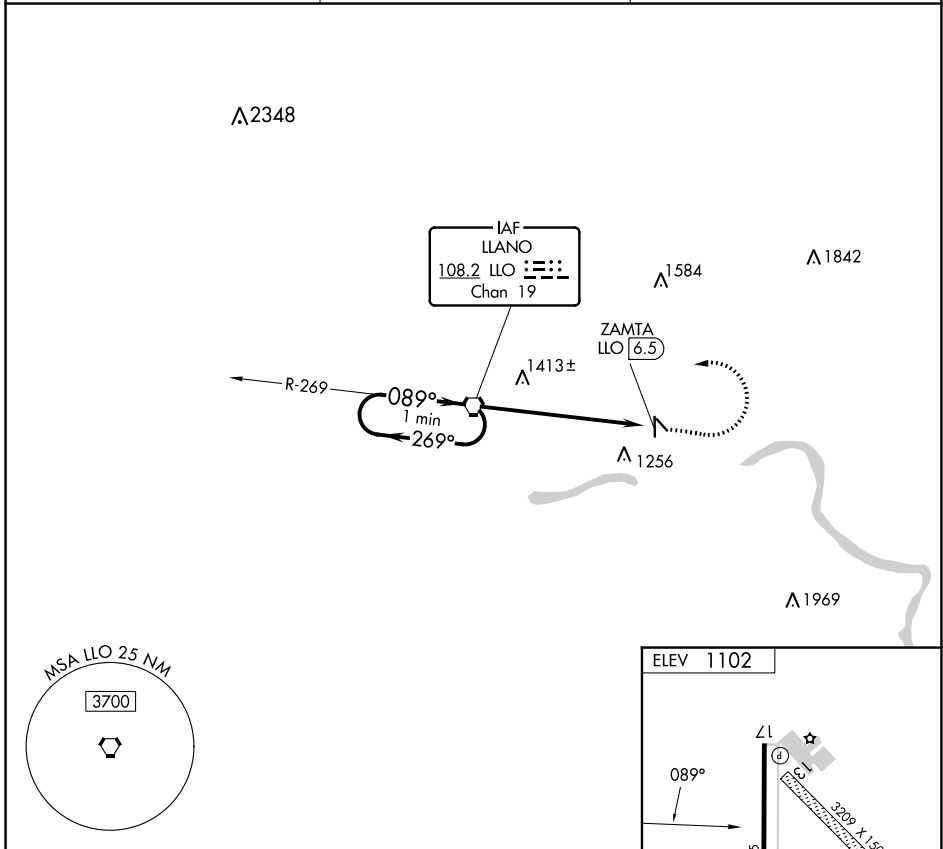 2348
IAF
LLANO
108.2 LLO
Chan 19
1842
1584
ZAMTA
LLO 6.5
1413±
R-269
089°
1 min
269°
1256
1969
MSA LLO 25 NM
3700
ELEV 1102
17
P
13
089°
3209 X 150